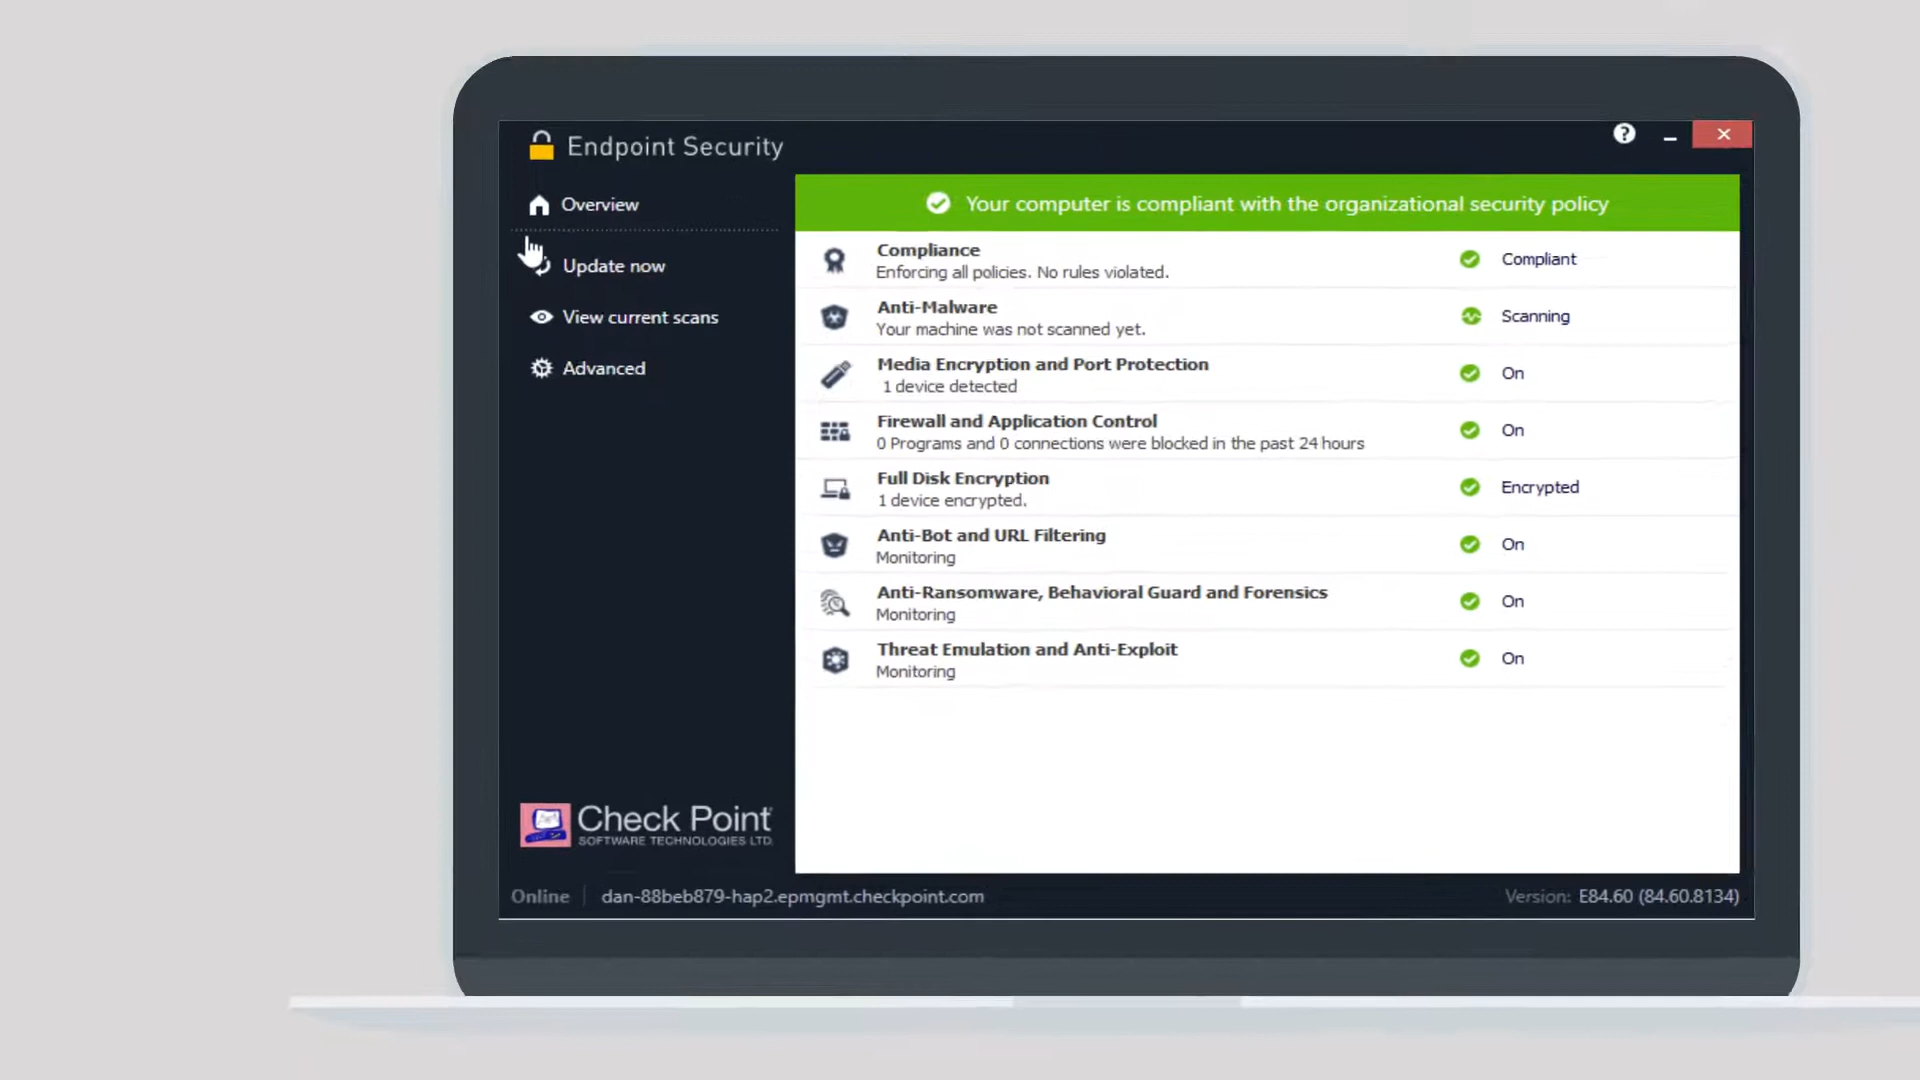 Endpoint Security
?
Overview
Update now
View current scans
Advanced
Your computer is compliant with the organizational security policy
Compliance
Enforcing all policies. No rules violated.
Compliant
Anti-Malware
Your machine was not scanned yet.
Scanning
Media Encryption and Port Protection
1 device detected
On
Firewall and Application Control
0 Programs and 0 connections were blocked in the past 24 hours
On
Full Disk Encryption
1 device encrypted.
Encrypted
Anti-Bot and URL Filtering
Monitoring
On
Anti-Ransomware, Behavioral Guard and Forensics
Monitoring
On
Threat Emulation and Anti-Exploit
Monitoring
On
Check Point
SOFTWARE TECHNOLOGIES LTD.
Online
dan-88beb879-hap2.epmgmt.checkpoint.com
Version: E84.60 (84.60.8134)